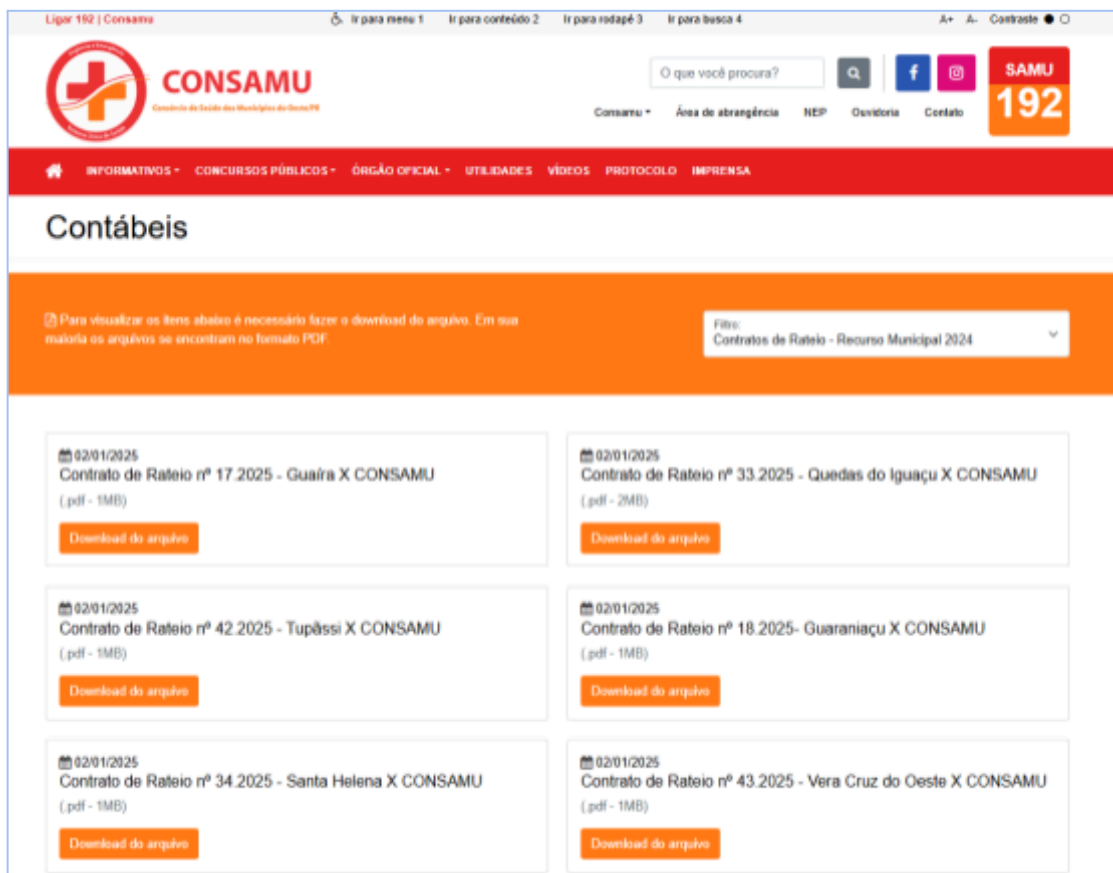 Ligar 192 | Consamu
Ir para menu 1 Ir para conteúdo 2 Ir para rodapé 3 Ir para busca 4
A+ A- Contraste
CONSAMU
Consórcio de Saúde dos Municípios do Oeste/PR
O que você procura?
SAMU
192
Consamu Área de abrangência NEP Ouvidoria Contato
INFORMATIVOS CONCURSOS PÚBLICOS ÓRGÃO OFICIAL UTILIDADES VÍDEOS PROTOCOLO IMPRENSA
Contábeis
Para visualizar os itens abaixo é necessário fazer o download do arquivo. Em sua
maioria os arquivos se encontram no formato PDF.
Filtro:
Contratos de Rateio - Recurso Municipal 2024
02/01/2025
Contrato de Rateio nº 17.2025 - Guaíra X CONSAMU
(.pdf - 1MB)
Download do arquivo
02/01/2025
Contrato de Rateio nº 33.2025 - Quedas do Iguaçu X CONSAMU
(.pdf - 2MB)
Download do arquivo
02/01/2025
Contrato de Rateio nº 42.2025 - Tupãssi X CONSAMU
(.pdf - 1MB)
Download do arquivo
02/01/2025
Contrato de Rateio nº 18.2025- Guaraniaçu X CONSAMU
(.pdf - 1MB)
Download do arquivo
02/01/2025
Contrato de Rateio nº 34.2025 - Santa Helena X CONSAMU
(.pdf - 1MB)
Download do arquivo
02/01/2025
Contrato de Rateio nº 43.2025 - Vera Cruz do Oeste X CONSAMU
(.pdf - 1MB)
Download do arquivo